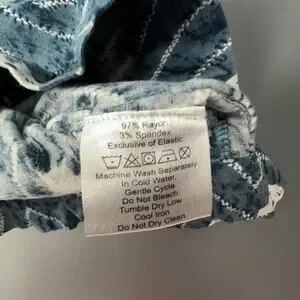 97% Rayon
3% Spandex
Exclusive of Elastic
Machine Wash Separately
In Cold Water,
Gentle Cycle
Do Not Bleach
Tumble Dry Low
Cool Iron
Do Not Dry Clean